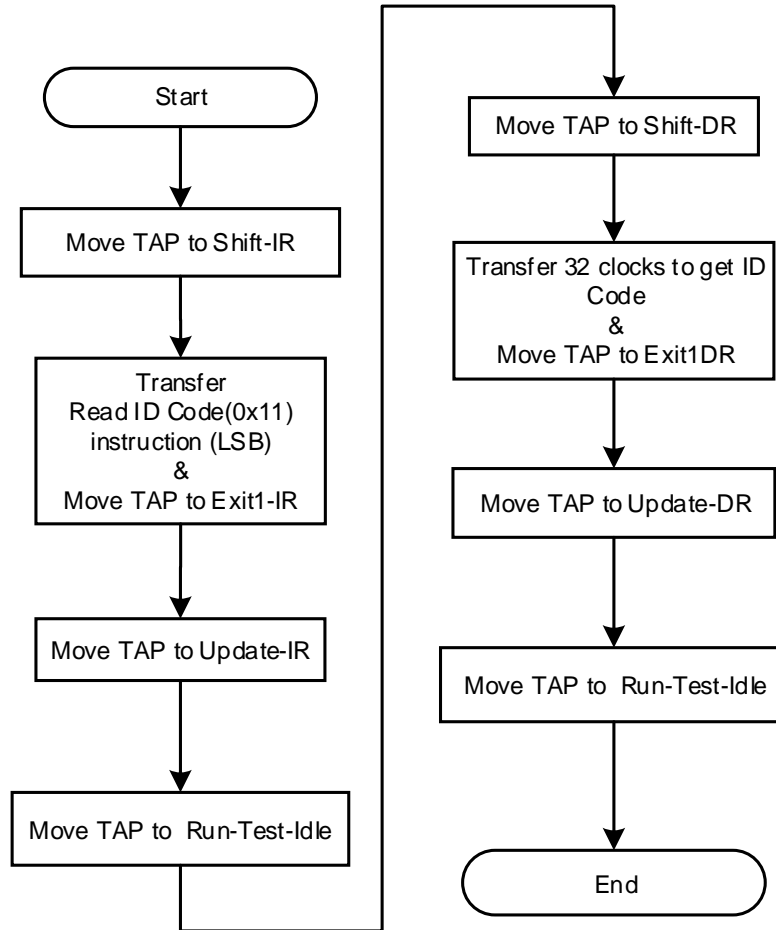 Start
Move TAP to Shift-IR
Transfer
Read ID Code(0x11)
instruction (LSB)
&
Move TAP to Exit1-IR
Move TAP to Update-IR
Move TAP to Run-Test-Idle
Move TAP to Shift-DR
Transfer 32 clocks to get ID
Code
&
Move TAP to Exit1DR
Move TAP to Update-DR
Move TAP to Run-Test-Idle
End